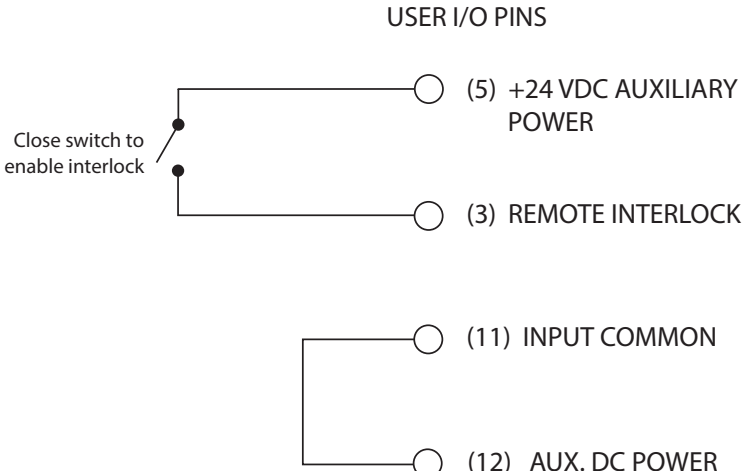 USER I/O PINS
(5) +24 VDC AUXILIARY
POWER
Close switch to
enable interlock
(3) REMOTE INTERLOCK
(11) INPUT COMMON
(12) AUX. DC POWER